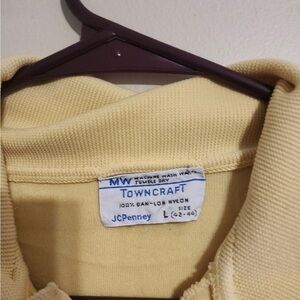 MW MACHINE WASH WARM
TUMBLE DRY
TOWNCRAFT
100% BAN-LON NYLON
SIZE
JCPenney L (42-44)